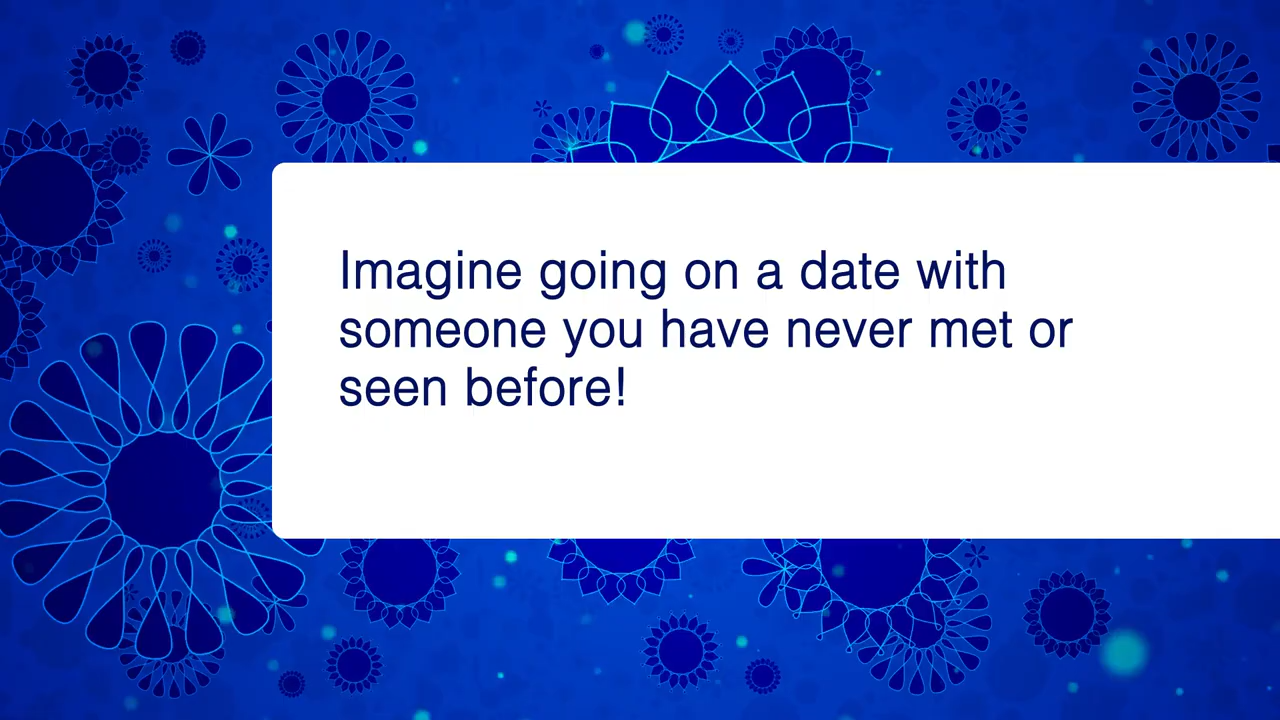 Imagine going on a date with
someone you have never met or
seen before!